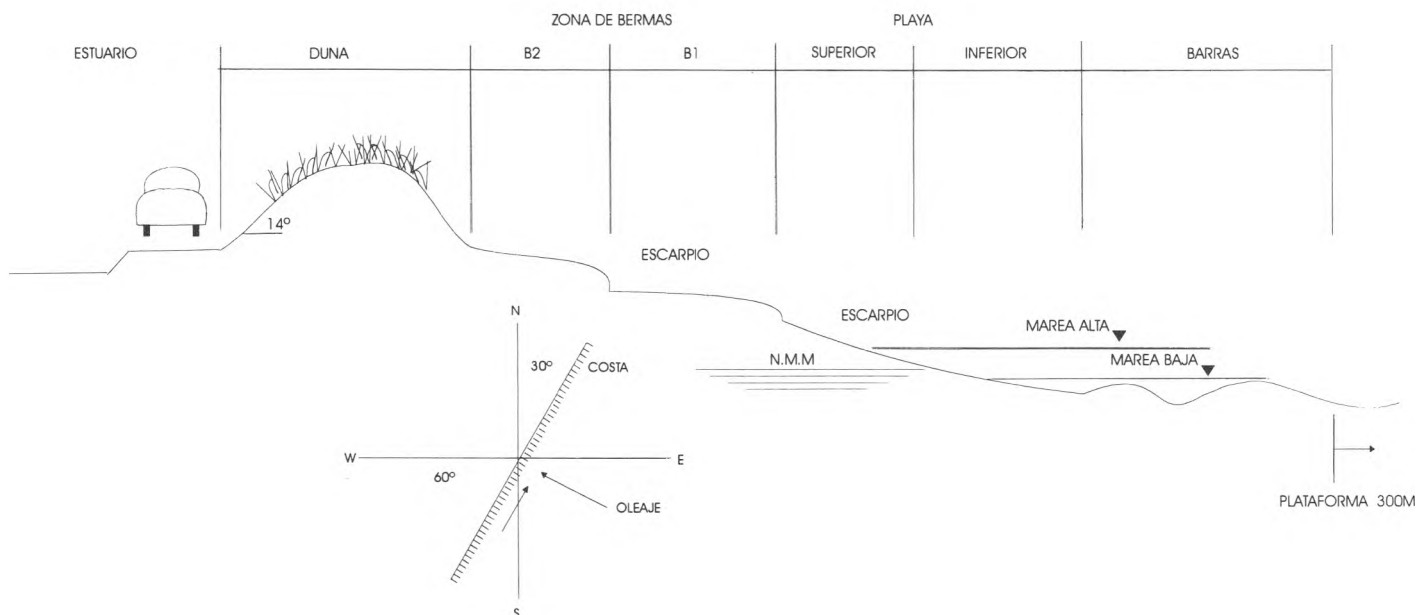 ZONA DE BERMAS PLAYA
ESTUARIO DUNA B2 B1 SUPERIOR INFERIOR BARRAS
14º
ESCARPIO
ESCARPIO
MAREA ALTA
MAREA BAJA
N.M.M
N
30º COSTA
W E
60º
OLEAJE
S
PLATAFORMA 300M